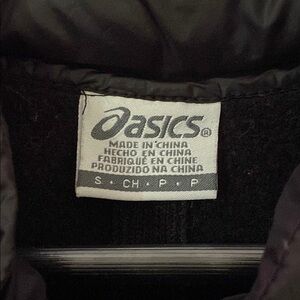 asics®
MADE IN CHINA
HECHO EN CHINA
FABRIQUÉ EN CHINE
PRODUZIDO NA CHINA
S · CH · P · P